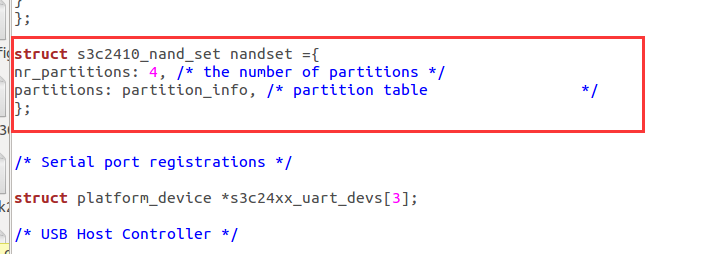 }
};
struct s3c2410_nand_set nandset ={
nr_partitions: 4, /* the number of partitions */
partitions: partition_info, /* partition table                 */
};
/* Serial port registrations */
struct platform_device *s3c24xx_uart_devs[3];
/* USB Host Controller */